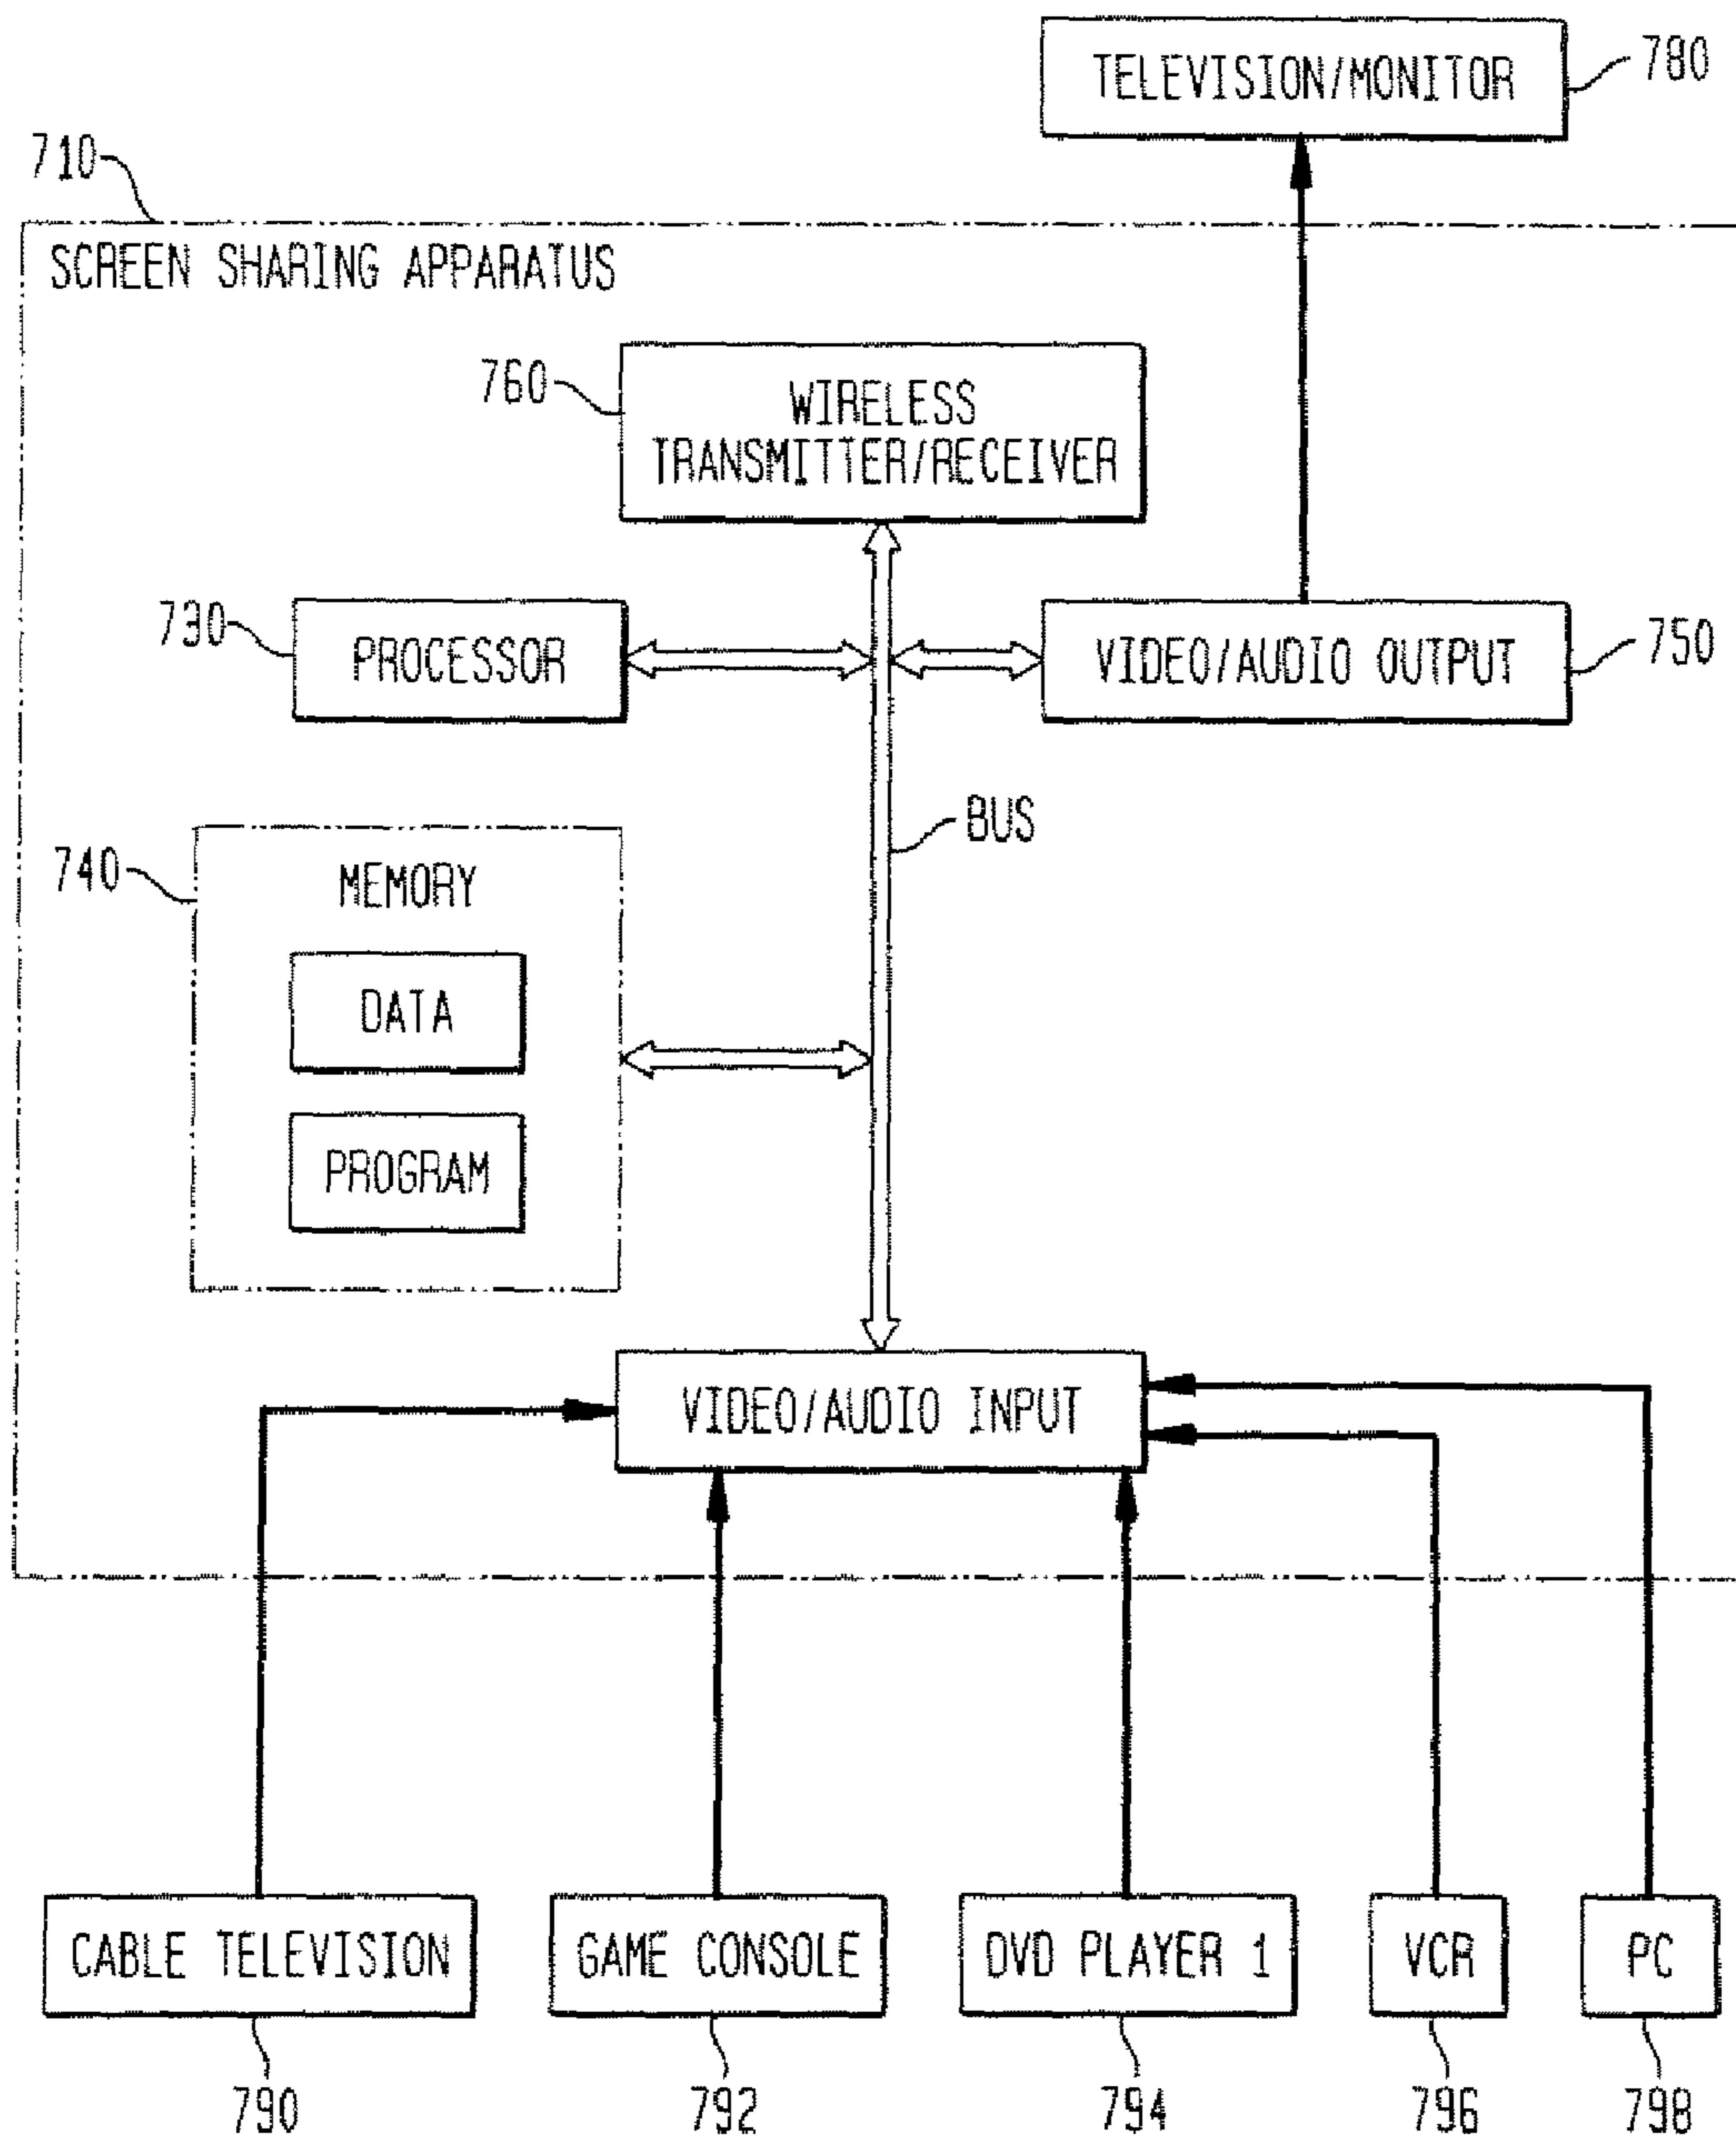 TELEVISION/MONITOR
780
710
SCREEN SHARING APPARATUS
760
WIRELESS
TRANSMITTER/RECEIVER
730
PROCESSOR
VIDEO/AUDIO OUTPUT
750
BUS
740
MEMORY
DATA
PROGRAM
VIDEO/AUDIO INPUT
CABLE TELEVISION
GAME CONSOLE
DVD PLAYER 1
VCR
PC
790
792
794
796
798